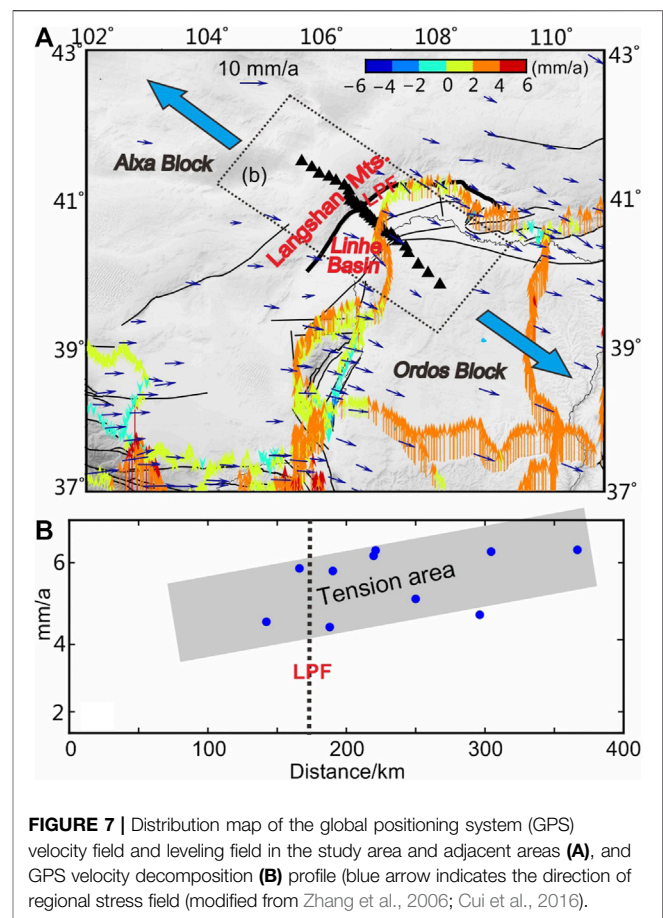 A
102 104 106 108 110
43° 43°
10 mm/a
−6 −4 −2 0 2 4 6 (mm/a)
Alxa Block
(b)
Langshan Mts.
LPF
41° 41°
Linhe
Basin
39° 39°
Ordos Block
37° 37°
B
6
Tension area
mm/a
4
LPF
2
0 100 200 300 400
Distance/km
FIGURE 7 | Distribution map of the global positioning system (GPS)
velocity field and leveling field in the study area and adjacent areas (A), and
GPS velocity decomposition (B) profile (blue arrow indicates the direction of
regional stress field (modified from Zhang et al., 2006; Cui et al., 2016).